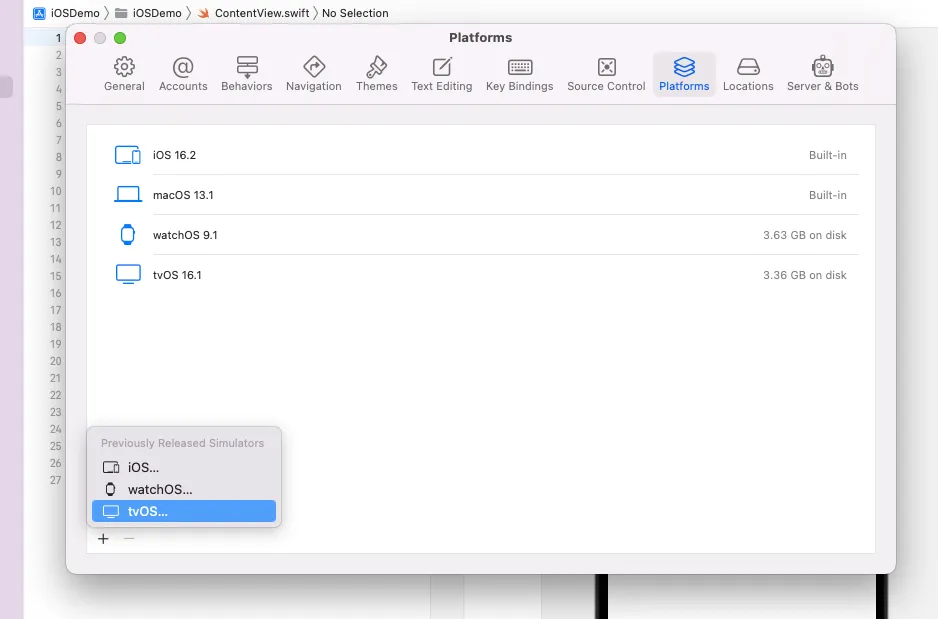 iOSDemo iOSDemo ContentView.swift No Selection
Platforms
General Accounts Behaviors Navigation Themes Text Editing Key Bindings Source Control Platforms Locations Server & Bots
1
2
3
4
5
6
7
8
9
10
11
12
13
14
15
16
17
18
19
20
21
22
23
24
25
26
27
iOS 16.2 Built-in
macOS 13.1 Built-in
watchOS 9.1 3.63 GB on disk
tvOS 16.1 3.36 GB on disk
Previously Released Simulators
iOS...
watchOS...
tvOS...